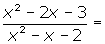 x² − 2x − 3
x² − x − 2 =